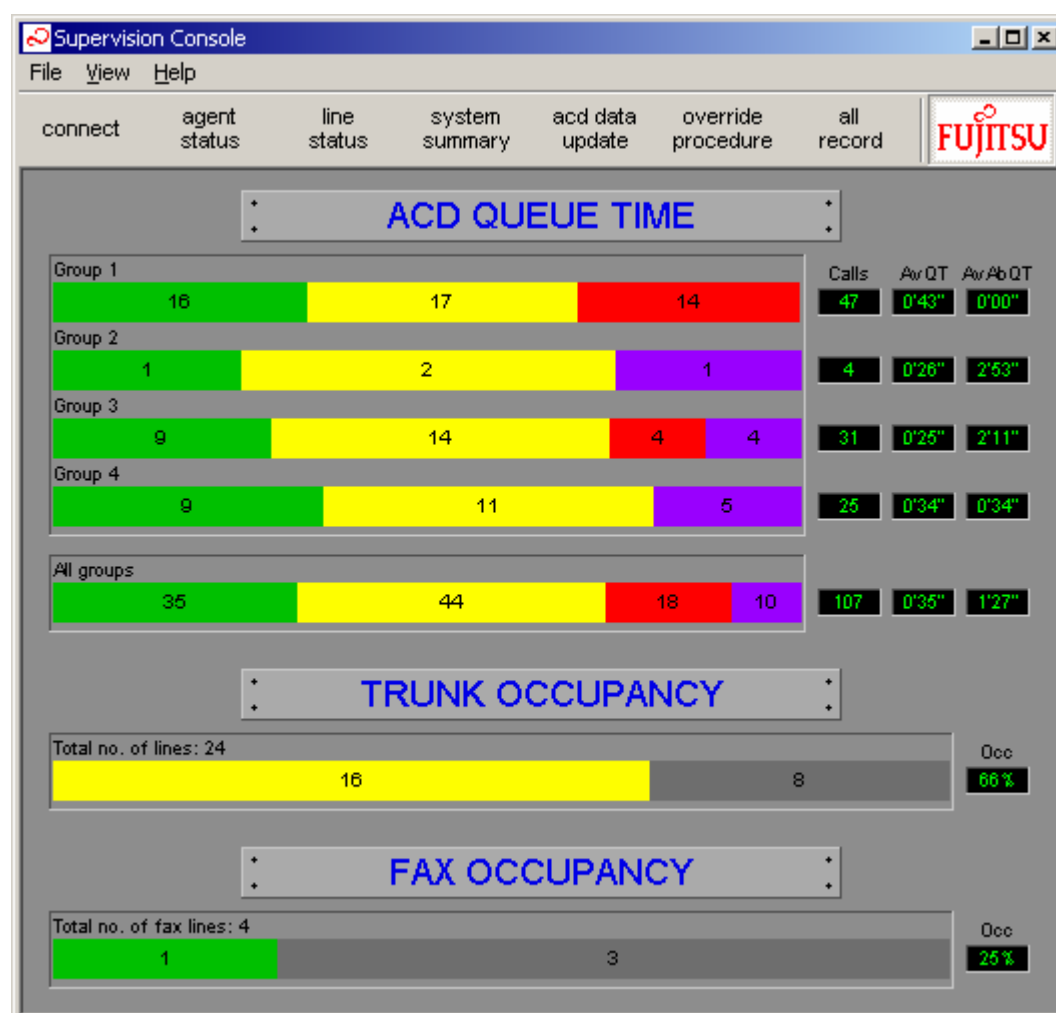 Supervision Console
File View Help
connect agent status line status system summary acd data update override procedure all record FUJITSU
ACD QUEUE TIME
Group 1 Calls Av QT Av Ab QT
16 17 14 47 0'43" 0'00"
Group 2
1 2 1 4 0'26" 2'53"
Group 3
9 14 4 4 31 0'25" 2'11"
Group 4
9 11 5 25 0'34" 0'34"
All groups
35 44 18 10 107 0'35" 1'27"
TRUNK OCCUPANCY
Total no. of lines: 24 Occ
16 8 66%
FAX OCCUPANCY
Total no. of fax lines: 4 Occ
1 3 25%